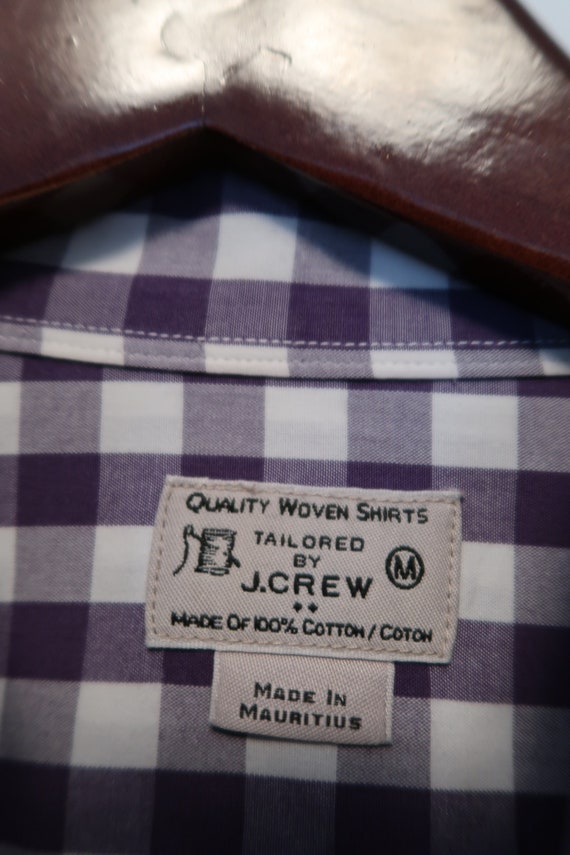 QUALITY WOVEN SHIRTS
TAILORED
BY
J.CREW
M
MADE OF 100% COTTON / COTON
MADE IN
MAURITIUS